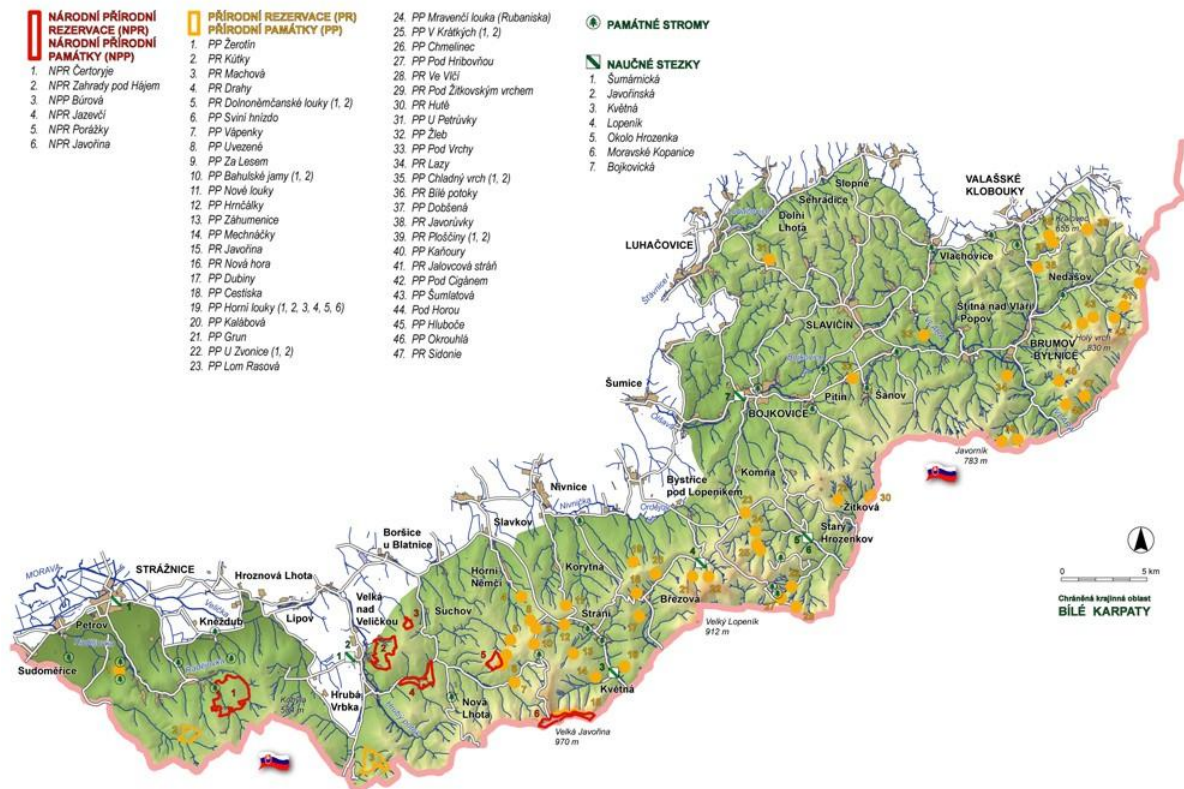 NÁRODNÍ PŘÍRODNÍ
REZERVACE (NPR)
NÁRODNÍ PŘÍRODNÍ
PAMÁTKY (NPP)
1. NPR Čertoryje
2. NPR Zahrady pod Hájem
3. NPP Búrová
4. NPR Jazevčí
5. NPR Porážky
6. NPR Javořina
PŘÍRODNÍ REZERVACE (PR)
PŘÍRODNÍ PAMÁTKY (PP)
1. PP Žerotín
2. PR Kútky
3. PR Machová
4. PR Drahy
5. PR Dolnoněmčanské louky (1, 2)
6. PP Sviní hnízdo
7. PP Vápenky
8. PP Uvezené
9. PP Za Lesem
10. PP Bahulské jamy (1, 2)
11. PP Nové louky
12. PP Hrnčálky
13. PP Záhumenice
14. PP Mechnáčky
15. PR Javořina
16. PR Nová hora
17. PP Dubiny
18. PP Cestiska
19. PP Horní louky (1, 2, 3, 4, 5, 6)
20. PP Kalábová
21. PP Grun
22. PP U Zvonice (1, 2)
23. PP Lom Rasová
24. PP Mravenčí louka (Rubaniska)
25. PP V Krátkých (1, 2)
26. PP Chmelinec
27. PP Pod Hribovňou
28. PR Ve Vlčí
29. PR Pod Žitkovským vrchem
30. PR Hutě
31. PP U Petrůvky
32. PP Žleb
33. PP Pod Vrchy
34. PR Lazy
35. PP Chladný vrch (1, 2)
36. PR Bílé potoky
37. PP Dobšená
38. PR Javorůvky
39. PR Ploščiny (1, 2)
40. PP Kaňoury
41. PR Jalovcová stráň
42. PP Pod Cigánem
43. PP Šumlatová
44. Pod Horou
45. PP Hluboče
46. PP Okrouhlá
47. PR Sidonie
PAMÁTNÉ STROMY
NAUČNÉ STEZKY
1. Šumárnická
2. Javořinská
3. Květná
4. Lopeník
5. Okolo Hrozenka
6. Moravské Kopanice
7. Bojkovická
VALAŠSKÉ
KLOBOUKY
Slopné
Sehradice
Dolní
Lhota
LUHAČOVICE
Vlachovice
Královec
655 m
Nedašov
Štítná nad Vláří
Popov
SLAVIČÍN
BRUMOV
-BYLNICE
Holý vrch
830 m
Šumice
Pitín
Šanov
BOJKOVICE
Olšava
Javorník
783 m
Komňa
Bystřice
pod Lopeníkem
Nivnice
Nivnička
Ordějov
Žítková
Starý
Hrozenkov
Slavkov
Boršice
u Blatnice
Horní
Němčí
Korytná
STRÁŽNICE
MORAVA
Hroznová Lhota
Velká
nad
Veličkou
Suchov
Strání
Březová
Velký Lopeník
912 m
Petrov
Kněždub
Lipov
Velička
Radějovka
Sudoměřice
Hrubá
Vrbka
Nová
Lhota
Květná
Velká Javořina
970 m
0
5 km
Chráněná krajinná oblast
BÍLÉ KARPATY